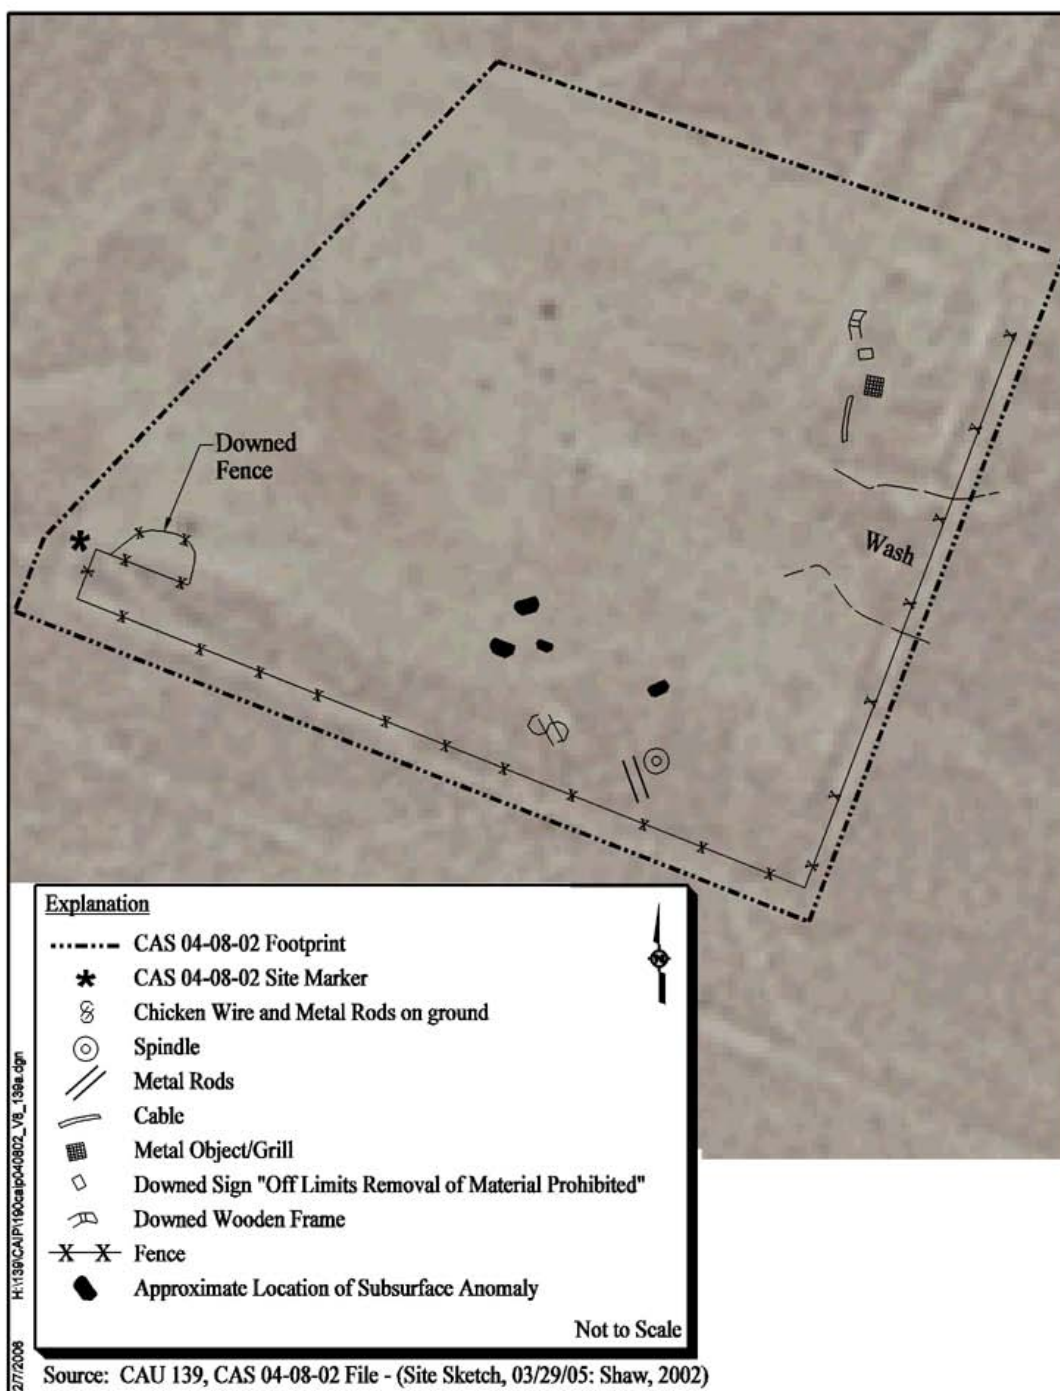 Downed
Fence
Wash
Explanation
CAS 04-08-02 Footprint
CAS 04-08-02 Site Marker
Chicken Wire and Metal Rods on ground
Spindle
Metal Rods
Cable
Metal Object/Grill
Downed Sign "Off Limits Removal of Material Prohibited"
Downed Wooden Frame
X X Fence
Approximate Location of Subsurface Anomaly
Not to Scale
Source: CAU 139, CAS 04-08-02 File - (Site Sketch, 03/29/05: Shaw, 2002)